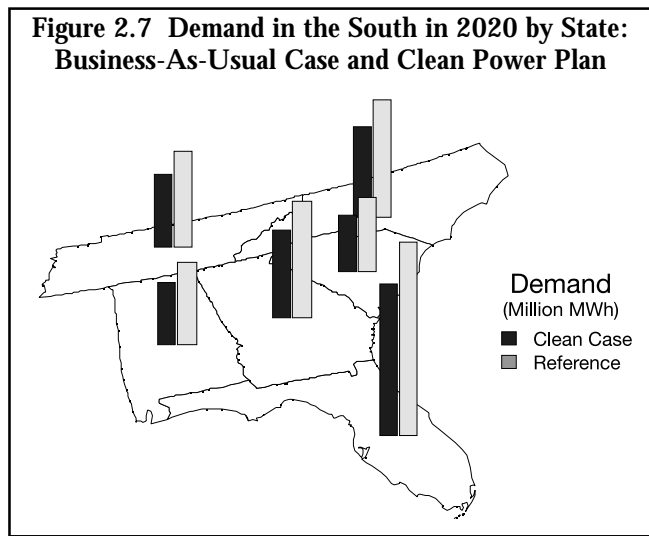 Figure 2.7 Demand in the South in 2020 by State:
Business-As-Usual Case and Clean Power Plan
Demand
(Million MWh)
Clean Case
Reference